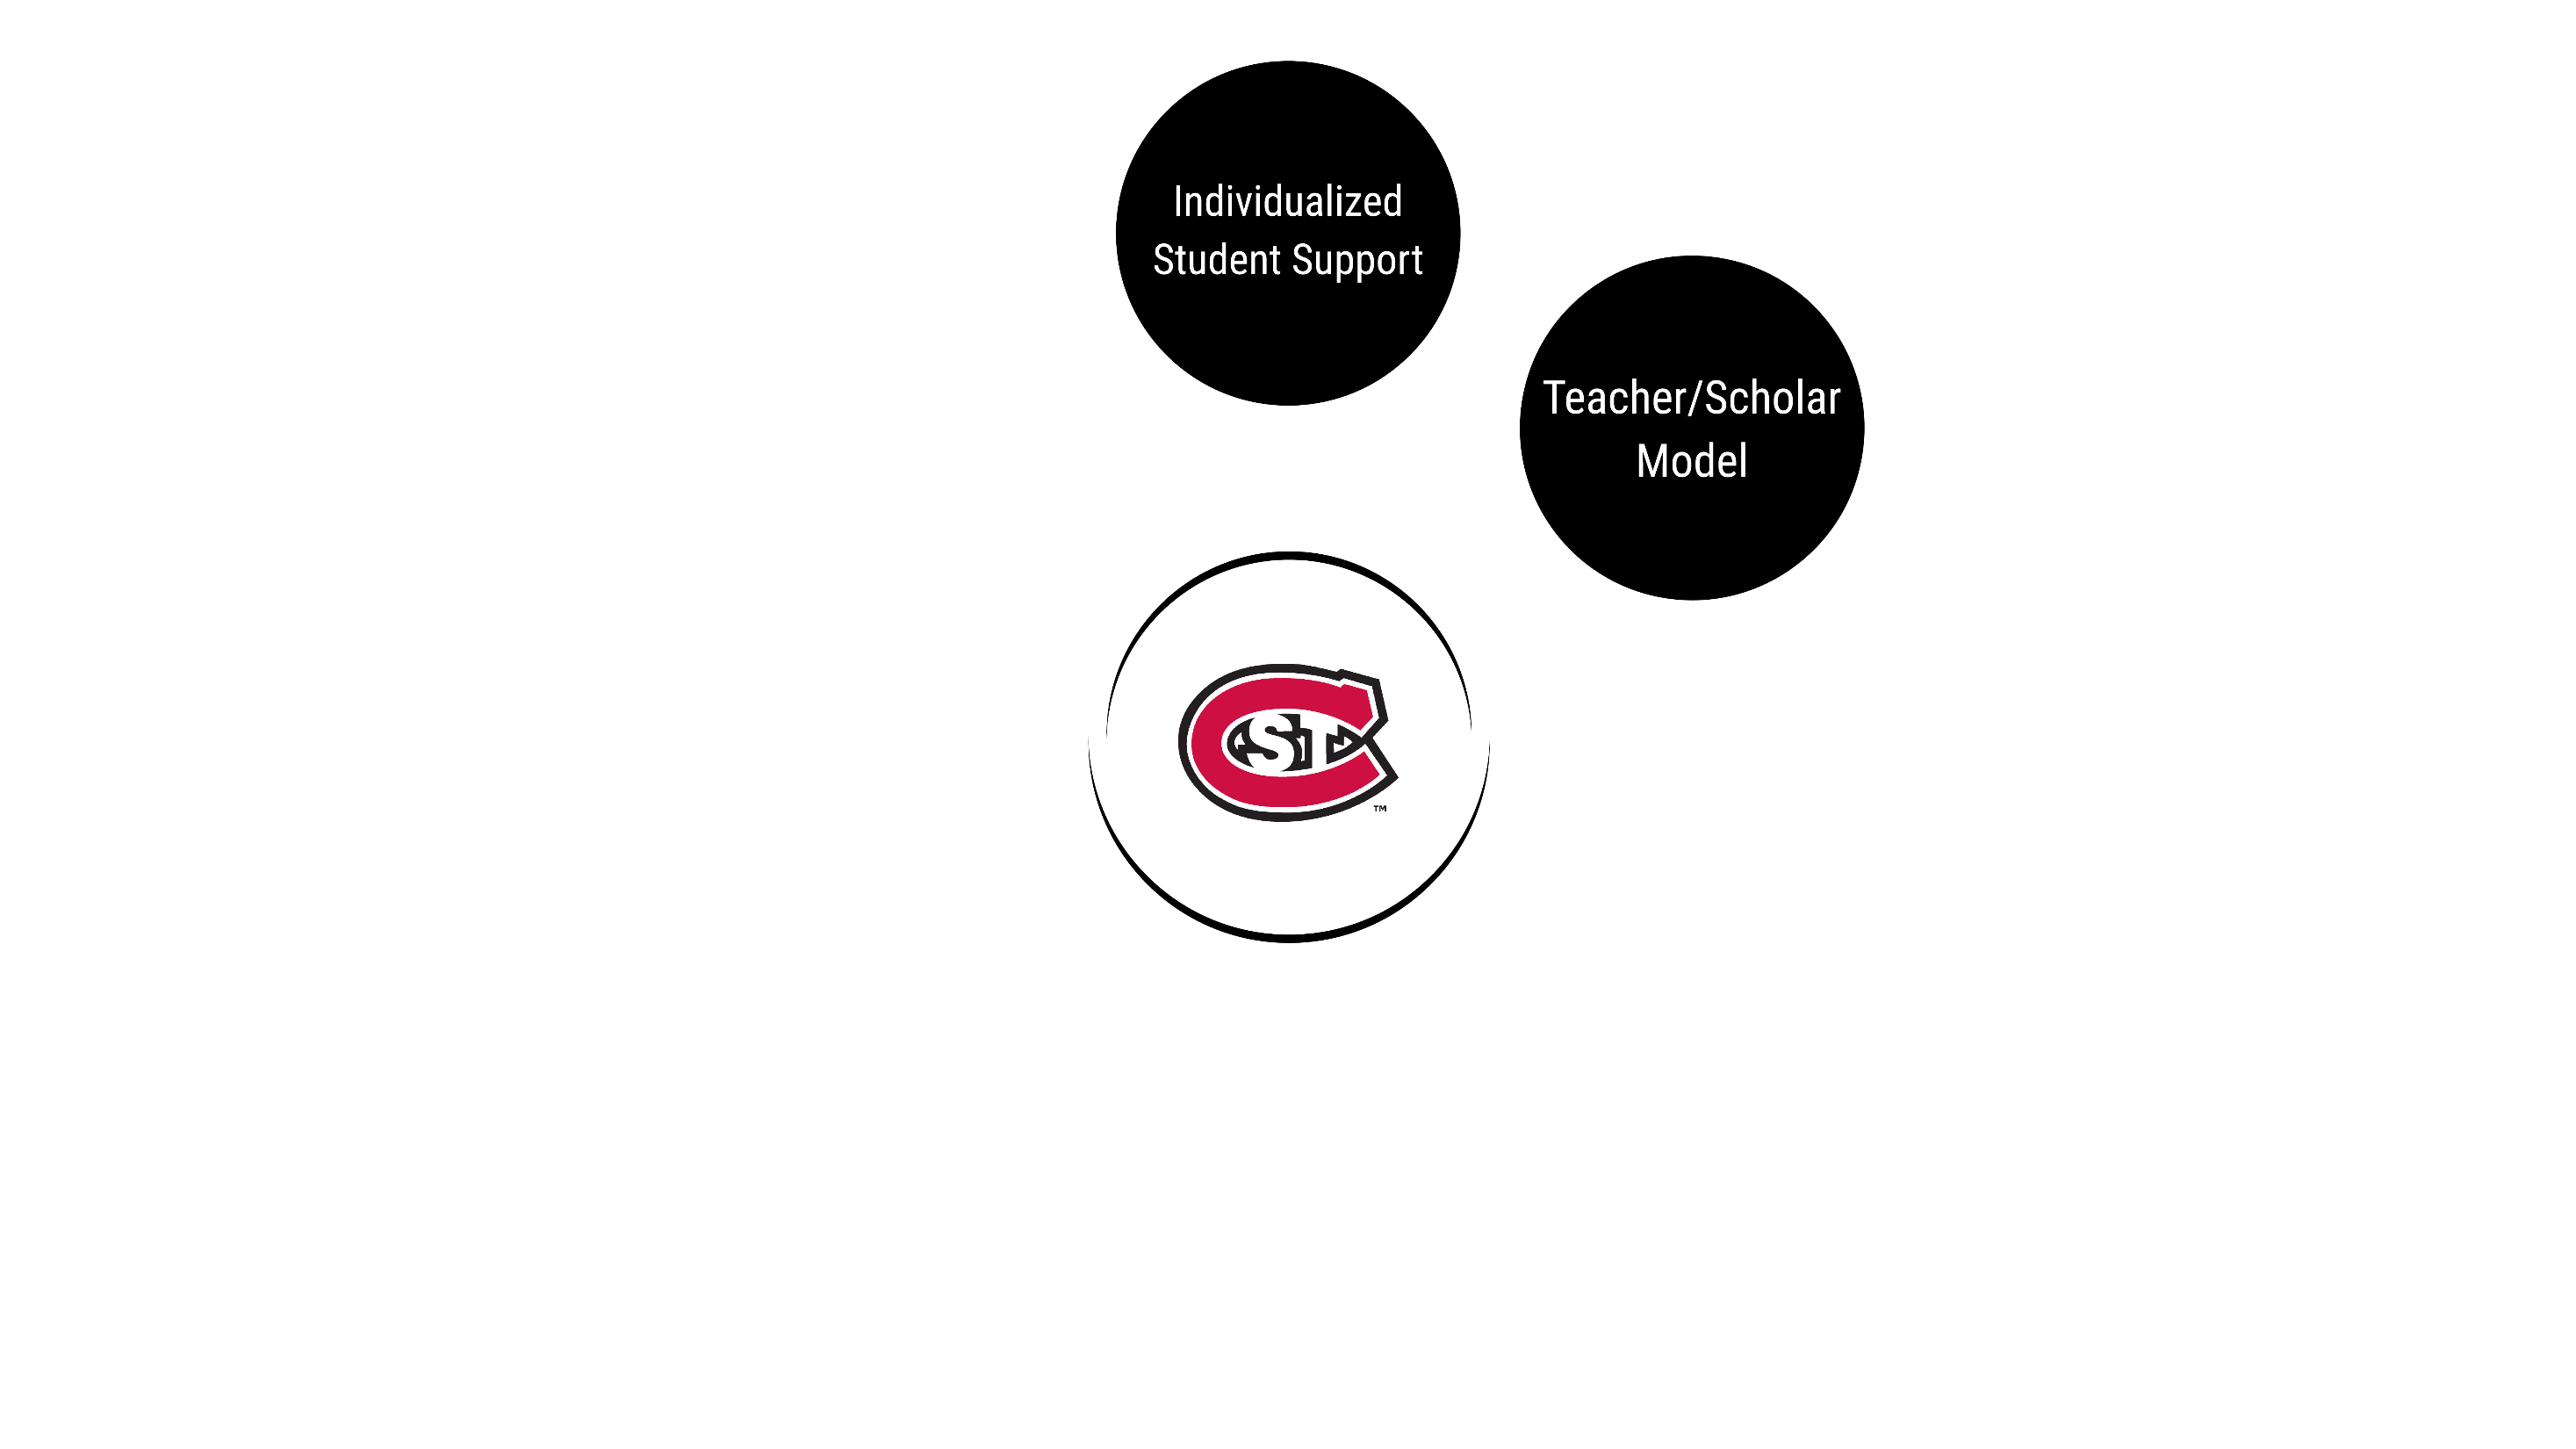 Individualized
Student Support
Teacher/Scholar
Model
C
ST
™